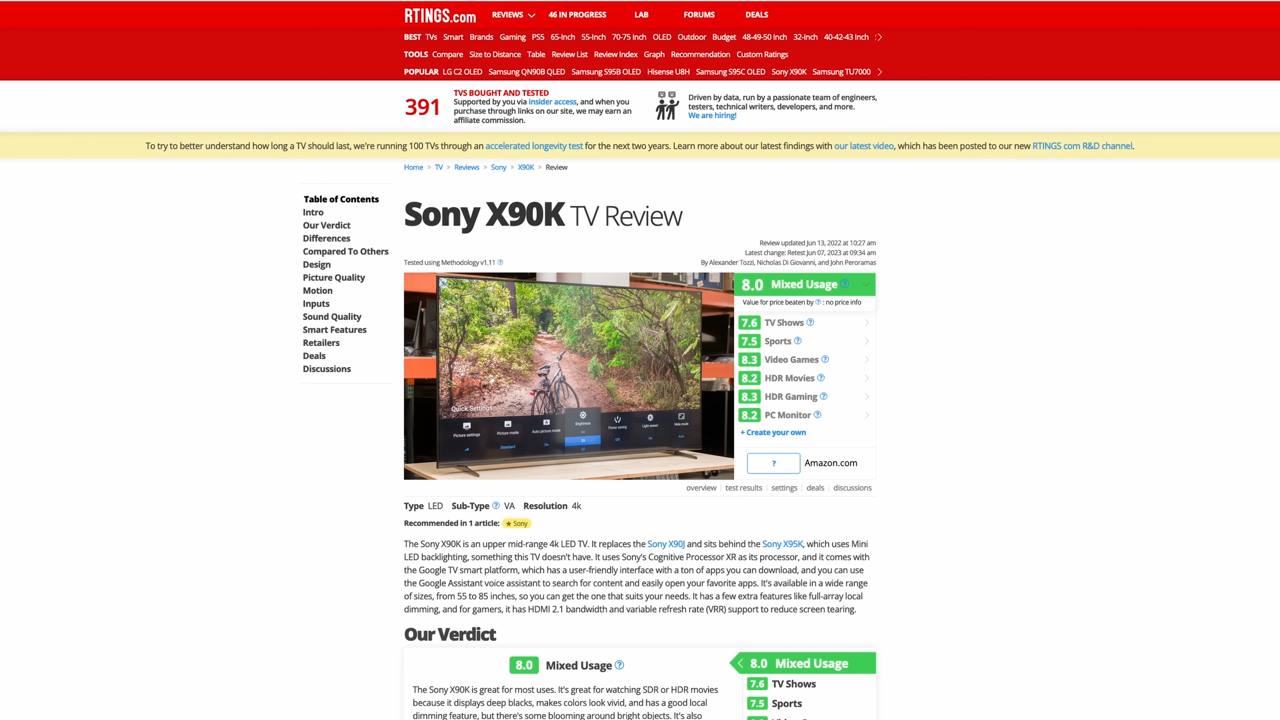 RTINGS.com
REVIEWS 46 IN PROGRESS LAB FORUMS DEALS
BEST TVs Smart Brands Gaming PS5 65-Inch 55-Inch 70-75 Inch OLED Outdoor Budget 48-49-50 Inch 32-Inch 40-42-43 Inch
TOOLS Compare Size to Distance Table Review List Review Index Graph Recommendation Custom Ratings
POPULAR LG C2 OLED Samsung QN90B QLED Samsung S95B OLED Hisense U8H Samsung S95C OLED Sony X90K Samsung TU7000
391
TVS BOUGHT AND TESTED
Supported by you via insider access, and when you
purchase through links on our site, we may earn an
affiliate commission.
Driven by data, run by a passionate team of engineers,
testers, technical writers, developers, and more.
We are hiring!
To try to better understand how long a TV should last, we're running 100 TVs through an accelerated longevity test for the next two years. Learn more about our latest findings with our latest video, which has been posted to our new RTINGS com R&D channel.
Home > TV > Reviews > Sony > X90K > Review
Table of Contents
Intro
Our Verdict
Differences
Compared To Others
Design
Picture Quality
Motion
Inputs
Sound Quality
Smart Features
Retailers
Deals
Discussions
Sony X90K TV Review
Review updated Jun 13, 2022 at 10:27 am
Latest change: Retest Jun 07, 2023 at 09:34 am
Tested using Methodology v1.11 ?
By Alexander Tozzi, Nicholas Di Giovanni, and John Peroramas
Quick Settings
Picture settings
Picture mode
Standard
Auto picture mode
On
Brightness
Power saving
Off
Light sensor
Wide mode
Auto
8.0 Mixed Usage ?
Value for price beaten by ? : no price info
7.6 TV Shows ?
7.5 Sports ?
8.3 Video Games ?
8.2 HDR Movies ?
8.3 HDR Gaming ?
8.2 PC Monitor ?
+ Create your own
? Amazon.com
overview test results settings deals discussions
Type LED Sub-Type ? VA Resolution 4k
Recommended in 1 article: ★ Sony
The Sony X90K is an upper mid-range 4k LED TV. It replaces the Sony X90J and sits behind the Sony X95K, which uses Mini
LED backlighting, something this TV doesn't have. It uses Sony's Cognitive Processor XR as its processor, and it comes with
the Google TV smart platform, which has a user-friendly interface with a ton of apps you can download, and you can use
the Google Assistant voice assistant to search for content and easily open your favorite apps. It's available in a wide range
of sizes, from 55 to 85 inches, so you can get the one that suits your needs. It has a few extra features like full-array local
dimming, and for gamers, it has HDMI 2.1 bandwidth and variable refresh rate (VRR) support to reduce screen tearing.
Our Verdict
8.0 Mixed Usage ?
The Sony X90K is great for most uses. It's great for watching SDR or HDR movies
because it displays deep blacks, makes colors look vivid, and has a good local
dimming feature, but there's some blooming around bright objects. It's also
8.0 Mixed Usage
7.6 TV Shows
7.5 Sports